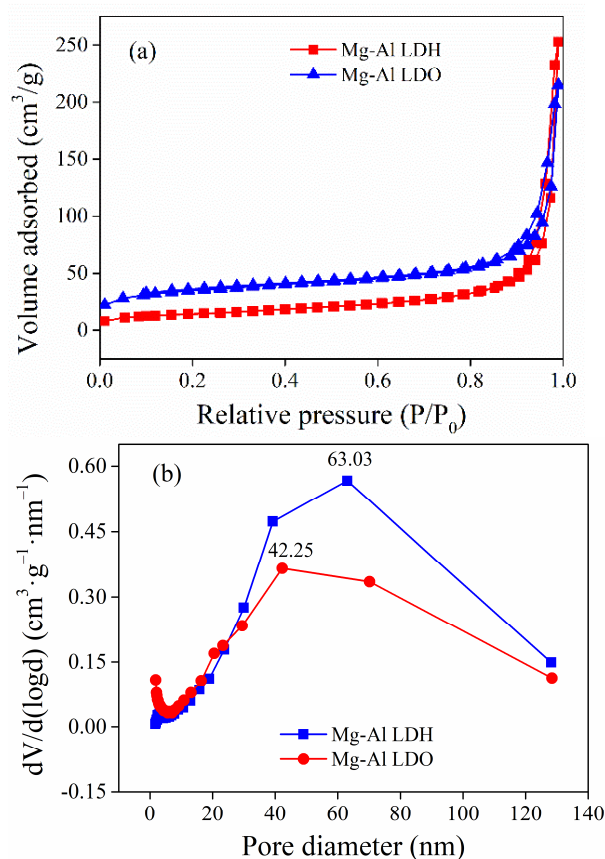 (a)
Mg-Al LDH
Mg-Al LDO
Volume adsorbed (cm³/g)
250
200
150
100
50
0
0.0 0.2 0.4 0.6 0.8 1.0
Relative pressure (P/P₀)
(b)
63.03
42.25
dV/d(logd) (cm³·g⁻¹·nm⁻¹)
0.60
0.45
0.30
0.15
0.00
-0.15
Mg-Al LDH
Mg-Al LDO
0 20 40 60 80 100 120 140
Pore diameter (nm)